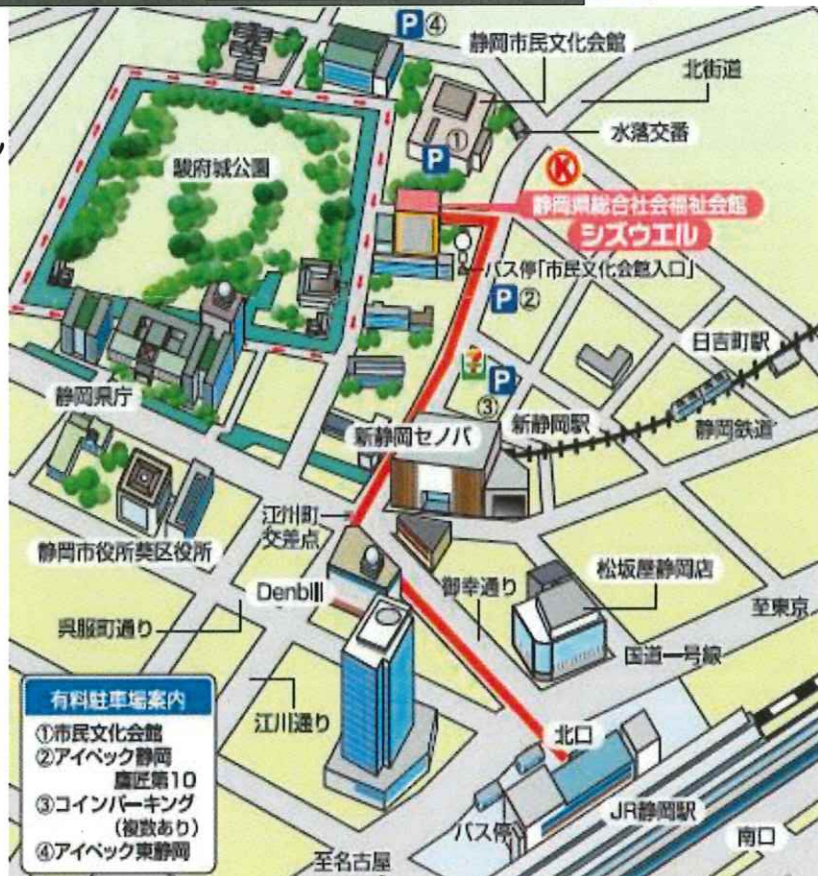 P④
静岡市民文化会館
北街道
①
P
水落交番
駿府城公園
K
静岡県総合社会福祉会館
シズウエル
バス停「市民文化会館入口」
P②
日吉町駅
7
P
③
静岡県庁
新静岡セノバ
新静岡駅
静岡鉄道
江川町
交差点
静岡市役所葵区役所
Denbill
御幸通り
松坂屋静岡店
至東京
呉服町通り
国道一号線
有料駐車場案内
①市民文化会館
②アイペック静岡
鷹匠第10
③コインパーキング
(複数あり)
④アイペック東静岡
江川通り
北口
バス停
JR静岡駅
南口
至名古屋